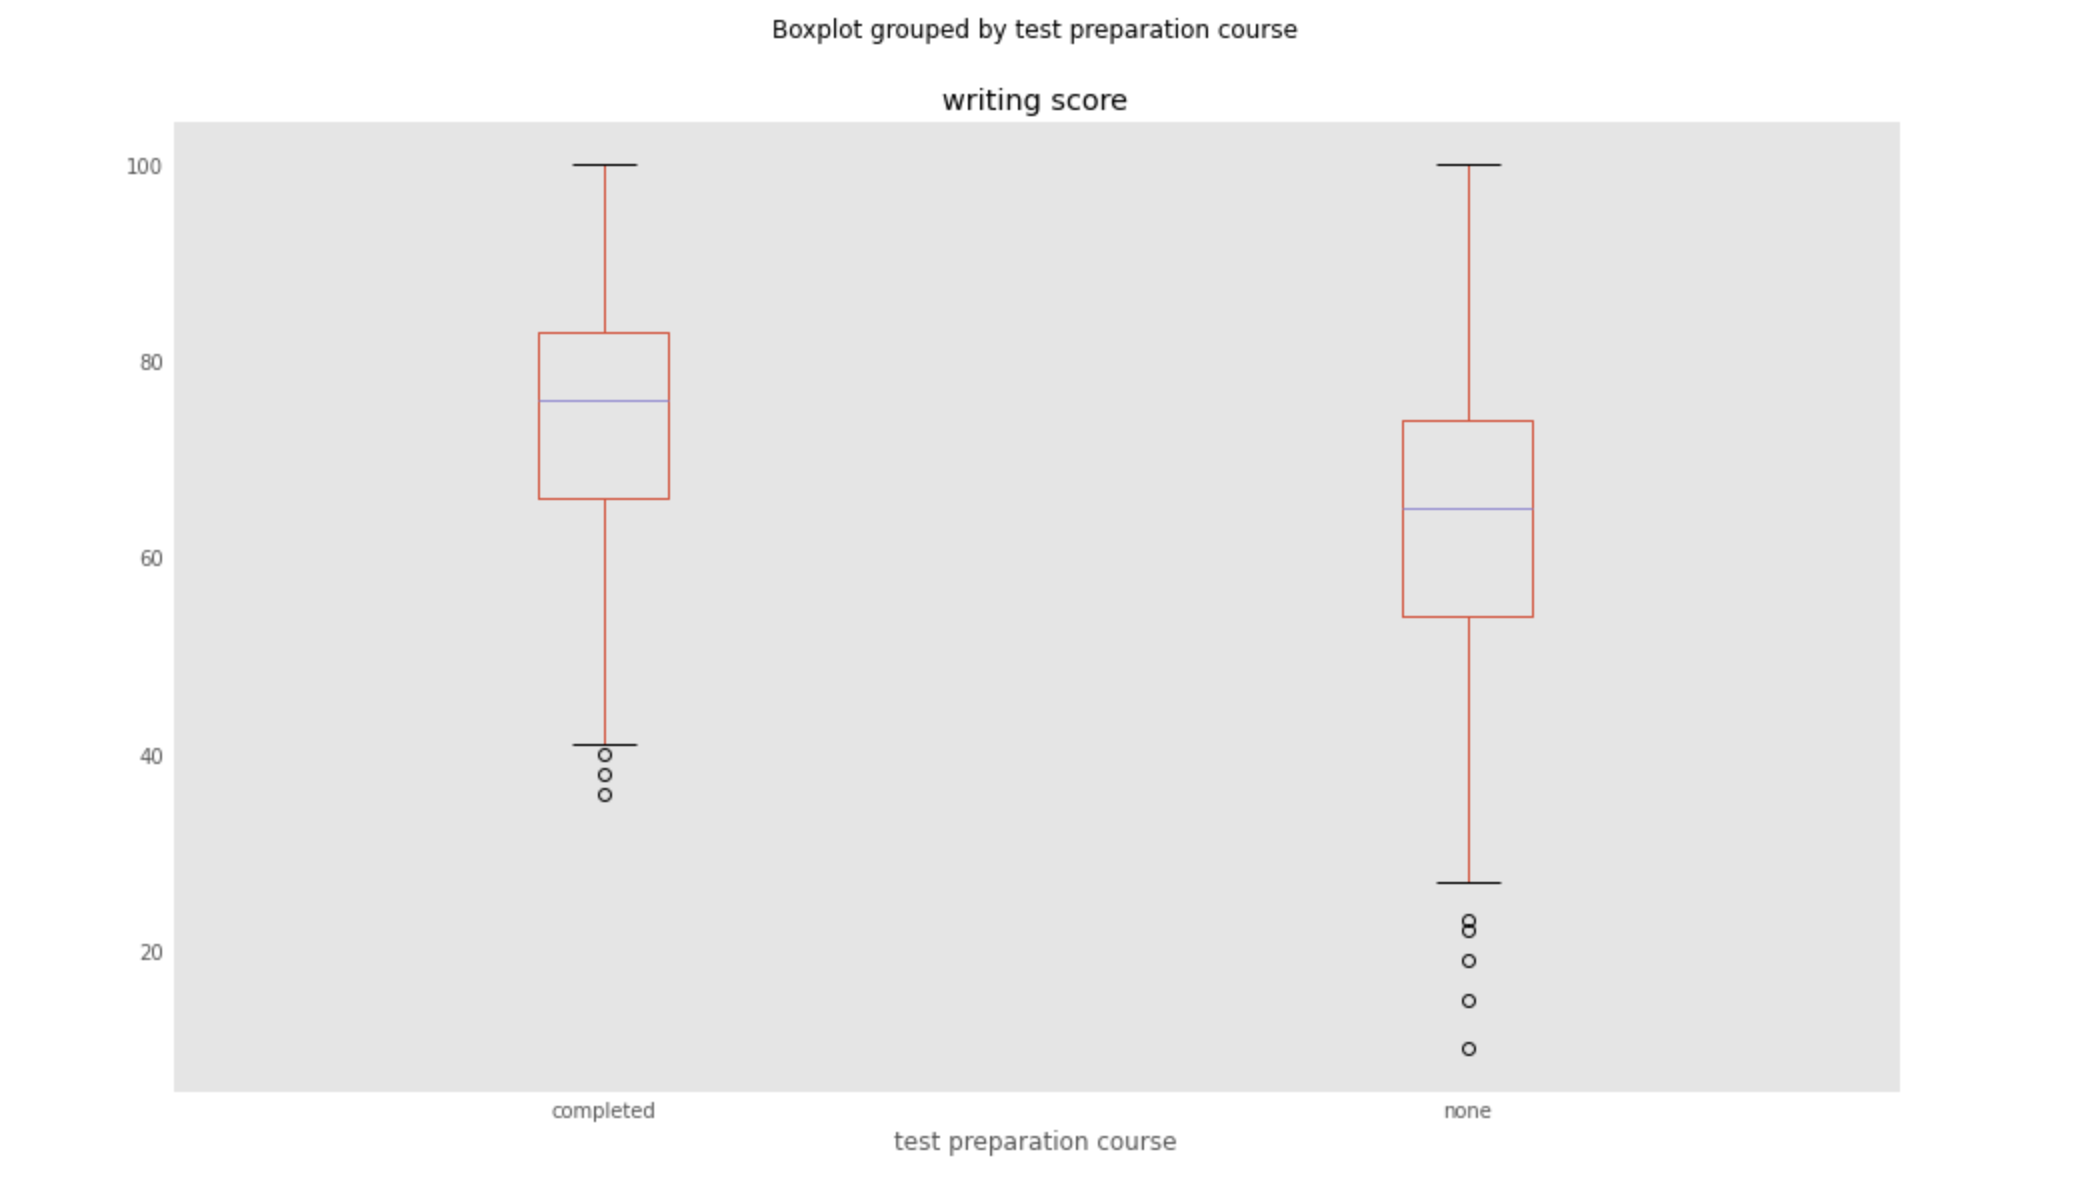 Boxplot grouped by test preparation course
writing score
100
80
60
40
20
completed none
test preparation course